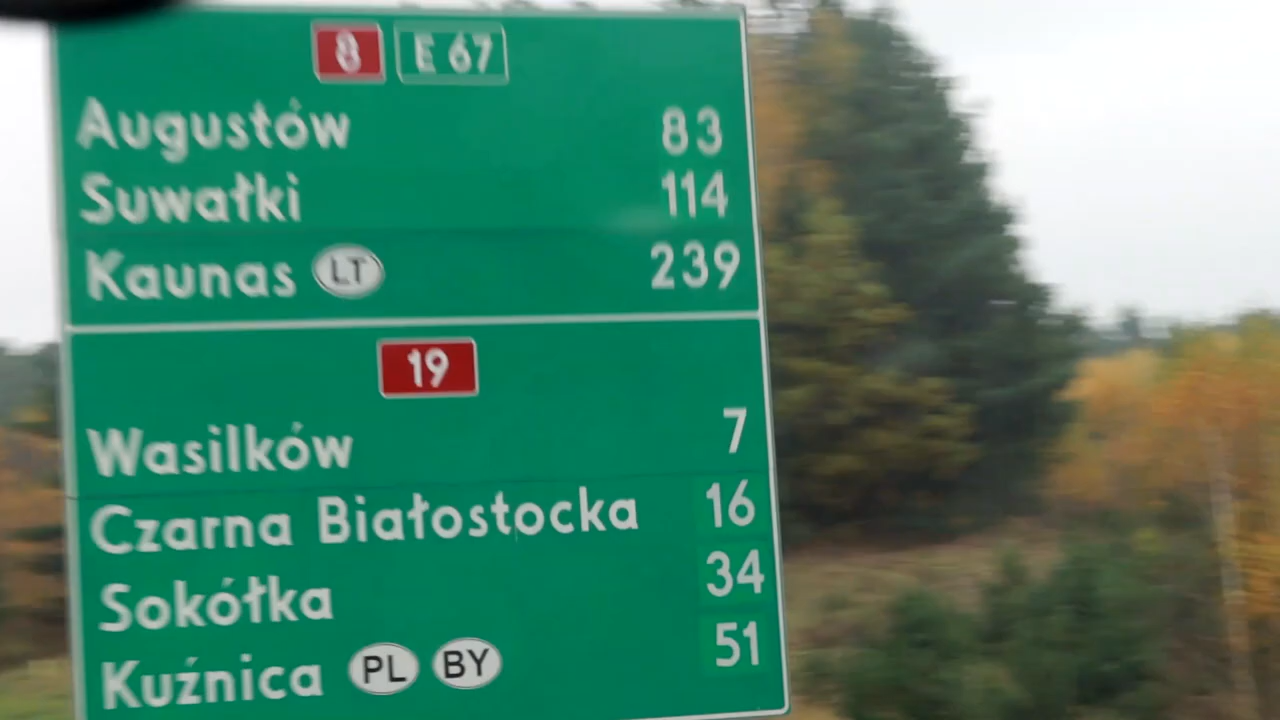 8 E 67
Augustów 83
Suwałki 114
Kaunas LT 239
19
Wasilków 7
Czarna Białostocka 16
Sokółka 34
Kuźnica PL BY 51